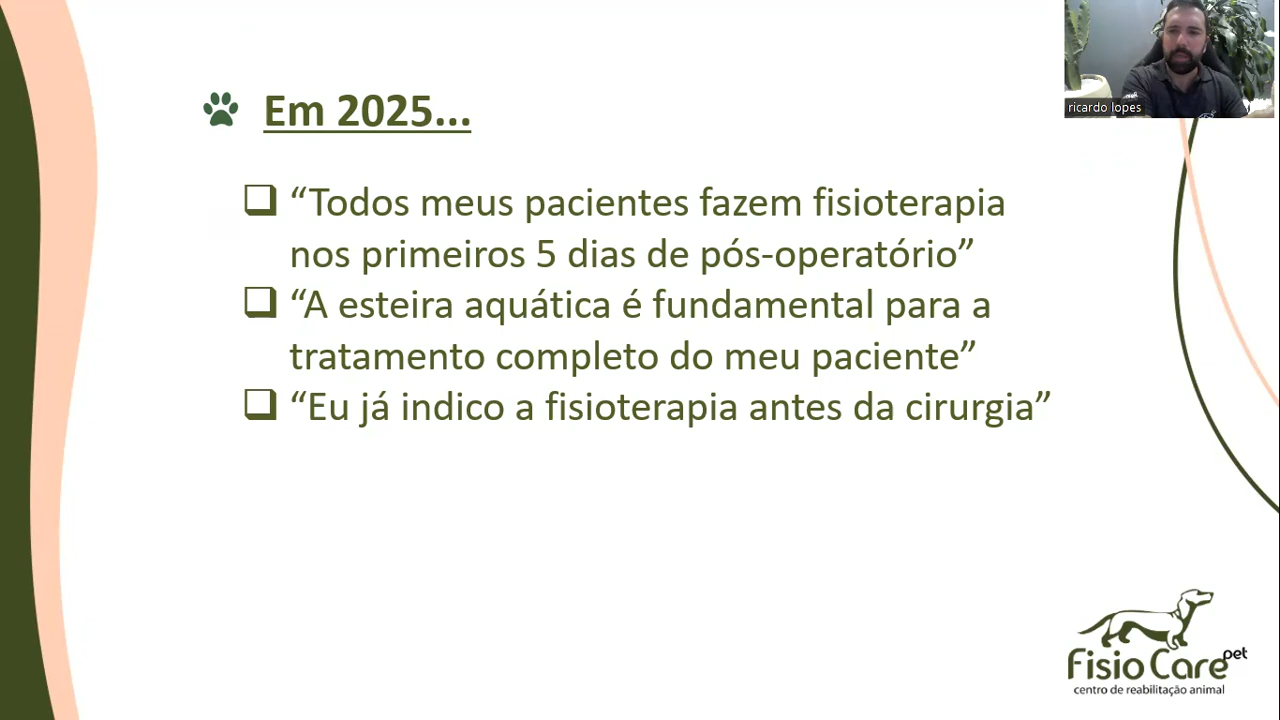 ricardo lopes
Em 2025...
“Todos meus pacientes fazem fisioterapia
nos primeiros 5 dias de pós-operatório”
“A esteira aquática é fundamental para a
tratamento completo do meu paciente”
“Eu já indico a fisioterapia antes da cirurgia”
Fisio Care pet
centro de reabilitação animal